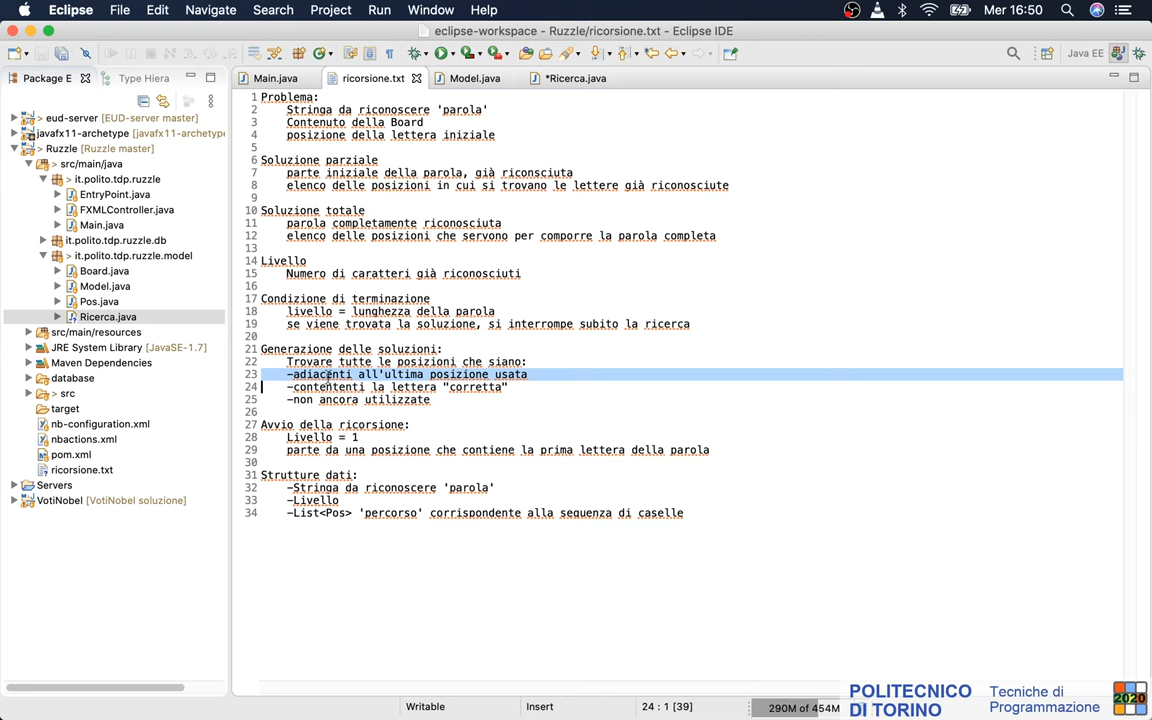 Eclipse File Edit Navigate Search Project Run Window Help Mer 16:50
eclipse-workspace - Ruzzle/ricorsione.txt - Eclipse IDE
Java EE
Package E Type Hiera
Main.java ricorsione.txt Model.java *Ricerca.java
> eud-server [EUD-server master]
javafx11-archetype [javafx11-archetype
> Ruzzle [Ruzzle master]
> src/main/java
> it.polito.tdp.ruzzle
EntryPoint.java
FXMLController.java
Main.java
it.polito.tdp.ruzzle.db
> it.polito.tdp.ruzzle.model
Board.java
Model.java
Pos.java
Ricerca.java
src/main/resources
JRE System Library [JavaSE-1.7]
Maven Dependencies
database
> src
target
nb-configuration.xml
nbactions.xml
pom.xml
ricorsione.txt
Servers
VotiNobel [VotiNobel soluzione]
1 Problema:
2 Stringa da riconoscere 'parola'
3 Contenuto della Board
4 posizione della lettera iniziale
5
6 Soluzione parziale
7 parte iniziale della parola, già riconsciuta
8 elenco delle posizioni in cui si trovano le lettere già riconosciute
9
10 Soluzione totale
11 parola completamente riconosciuta
12 elenco delle posizioni che servono per comporre la parola completa
13
14 Livello
15 Numero di caratteri già riconosciuti
16
17 Condizione di terminazione
18 livello = lunghezza della parola
19 se viene trovata la soluzione, si interrompe subito la ricerca
20
21 Generazione delle soluzioni:
22 Trovare tutte le posizioni che siano:
23 -adiacenti all'ultima posizione usata
24 -contententi la lettera "corretta"
25 -non ancora utilizzate
26
27 Avvio della ricorsione:
28 Livello = 1
29 parte da una posizione che contiene la prima lettera della parola
30
31 Strutture dati:
32 -Stringa da riconoscere 'parola'
33 -Livello
34 -List<Pos> 'percorso' corrispondente alla sequenza di caselle
Writable Insert 24 : 1 [39] 290M of 454M
POLITECNICO
DI TORINO
Tecniche di
Programmazione
2020